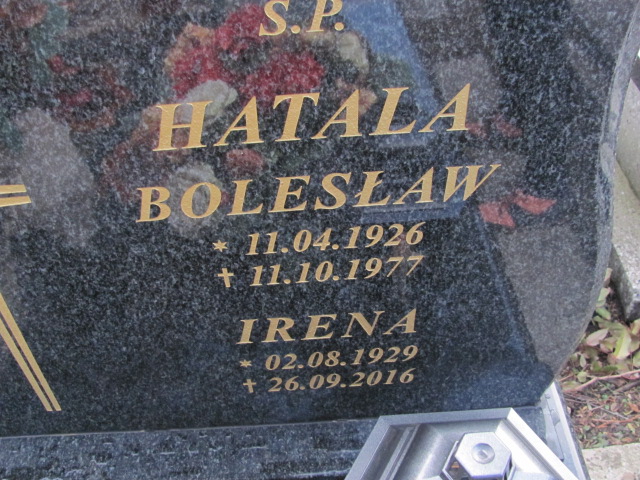 S.P.
HATALA
BOLESŁAW
* 11.04.1926
✝ 11.10.1977
IRENA
* 02.08.1929
✝ 26.09.2016